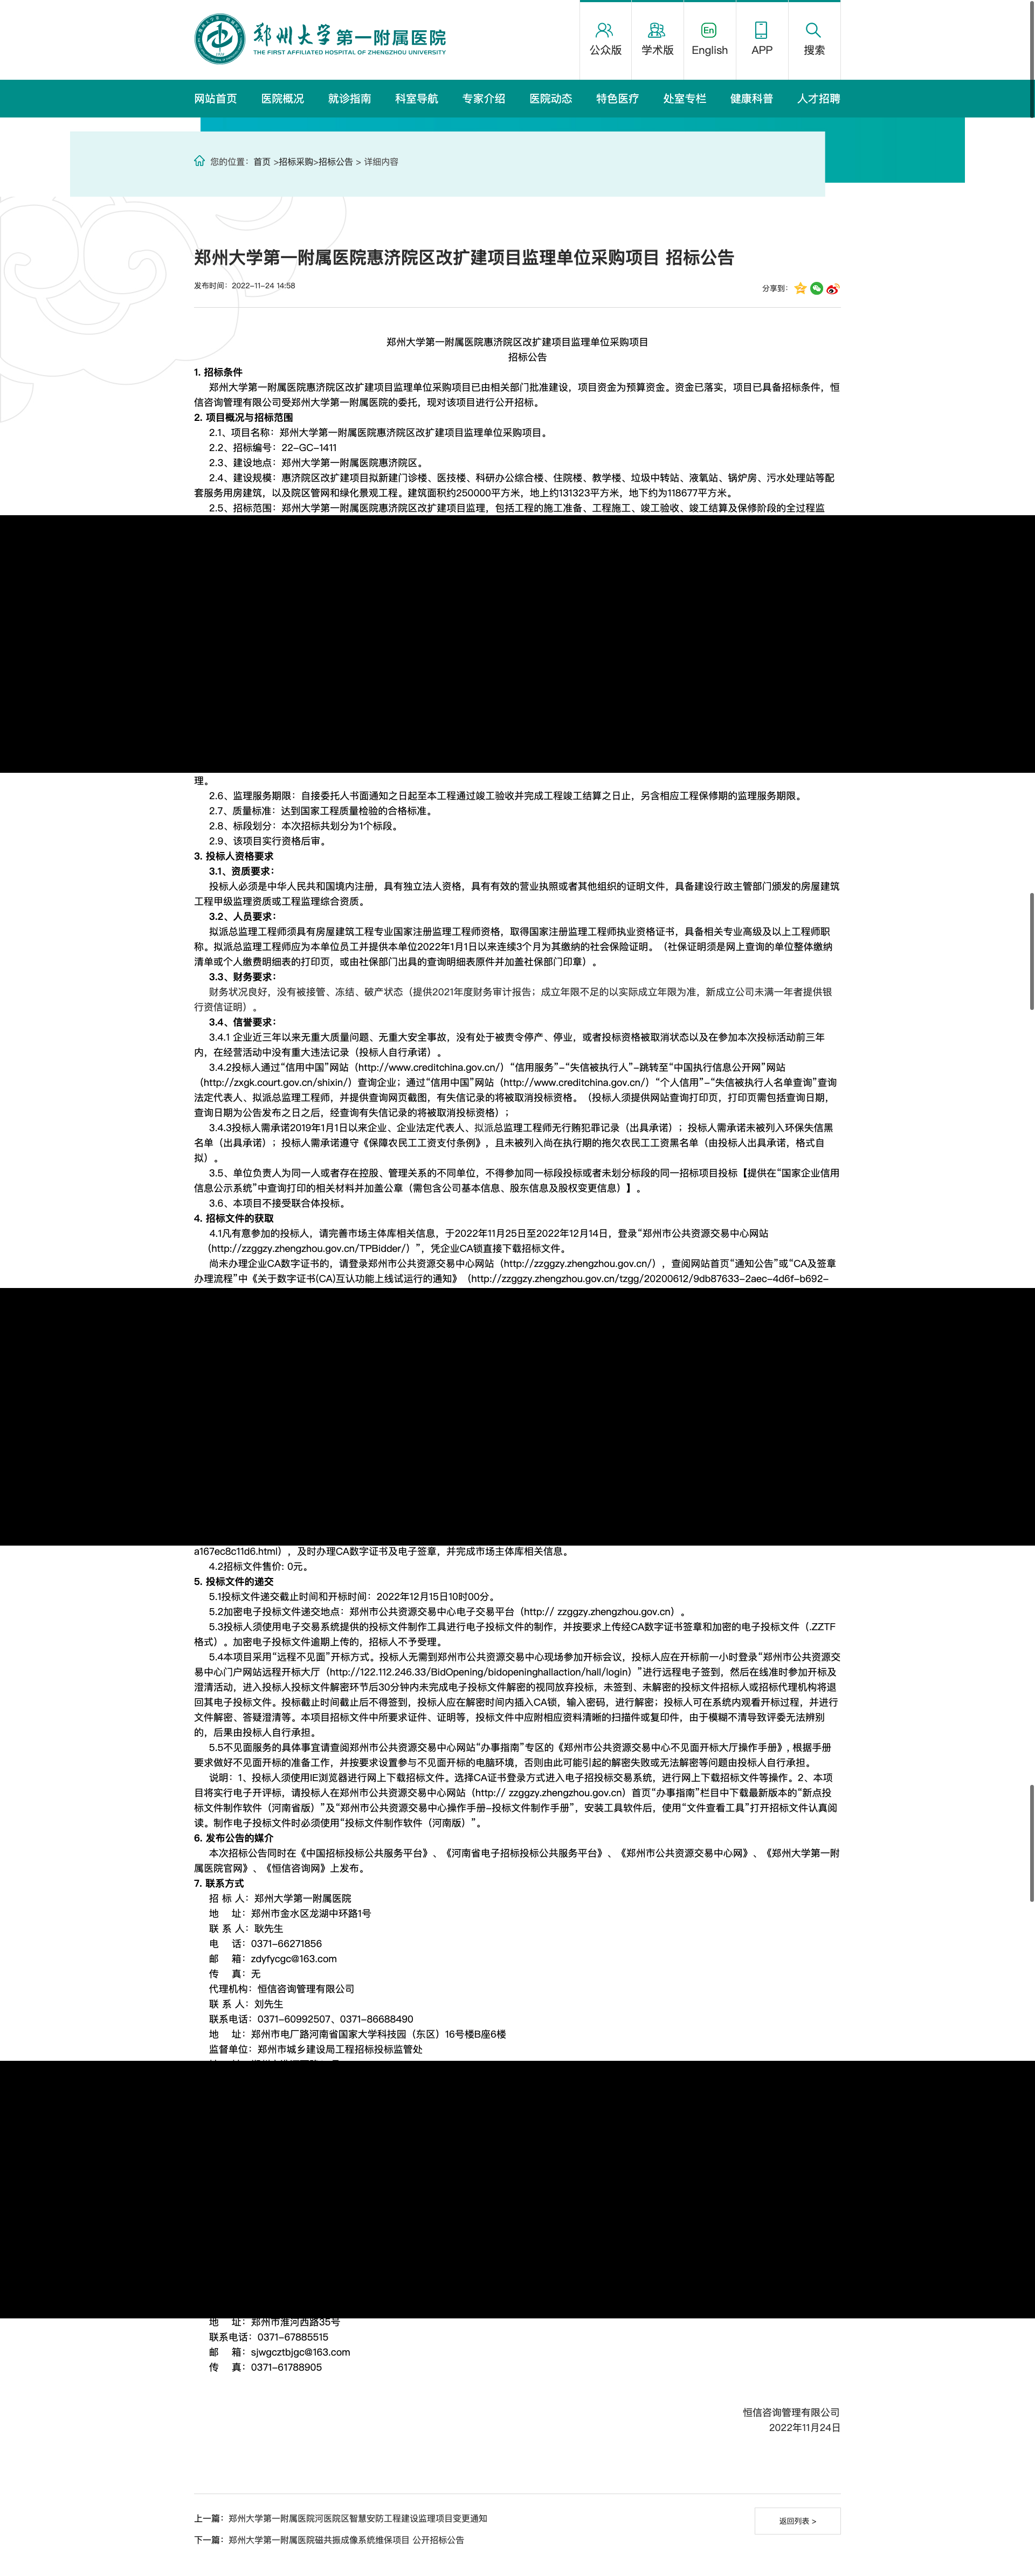 郑州大学第一附属医院
THE FIRST AFFILIATED HOSPITAL OF ZHENGZHOU UNIVERSITY
公众版 学术版 English APP 搜索
网站首页 医院概况 就诊指南 科室导航 专家介绍 医院动态 特色医疗 处室专栏 健康科普 人才招聘
您的位置：首页 >招标采购>招标公告 > 详细内容
郑州大学第一附属医院惠济院区改扩建项目监理单位采购项目 招标公告
发布时间：2022-11-24 14:58
分享到：
郑州大学第一附属医院惠济院区改扩建项目监理单位采购项目
招标公告
1. 招标条件
郑州大学第一附属医院惠济院区改扩建项目监理单位采购项目已由相关部门批准建设，项目资金为预算资金。资金已落实，项目已具备招标条件，恒
信咨询管理有限公司受郑州大学第一附属医院的委托，现对该项目进行公开招标。
2. 项目概况与招标范围
2.1、项目名称：郑州大学第一附属医院惠济院区改扩建项目监理单位采购项目。
2.2、招标编号：22-GC-1411
2.3、建设地点：郑州大学第一附属医院惠济院区。
2.4、建设规模：惠济院区改扩建项目拟新建门诊楼、医技楼、科研办公综合楼、住院楼、教学楼、垃圾中转站、液氧站、锅炉房、污水处理站等配
套服务用房建筑，以及院区管网和绿化景观工程。建筑面积约250000平方米，地上约131323平方米，地下约为118677平方米。
2.5、招标范围：郑州大学第一附属医院惠济院区改扩建项目监理，包括工程的施工准备、工程施工、竣工验收、竣工结算及保修阶段的全过程监
理。
2.6、监理服务期限：自接委托人书面通知之日起至本工程通过竣工验收并完成工程竣工结算之日止，另含相应工程保修期的监理服务期限。
2.7、质量标准：达到国家工程质量检验的合格标准。
2.8、标段划分：本次招标共划分为1个标段。
2.9、该项目实行资格后审。
3. 投标人资格要求
3.1、资质要求：
投标人必须是中华人民共和国境内注册，具有独立法人资格，具有有效的营业执照或者其他组织的证明文件，具备建设行政主管部门颁发的房屋建筑
工程甲级监理资质或工程监理综合资质。
3.2、人员要求：
拟派总监理工程师须具有房屋建筑工程专业国家注册监理工程师资格，取得国家注册监理工程师执业资格证书，具备相关专业高级及以上工程师职
称。拟派总监理工程师应为本单位员工并提供本单位2022年1月1日以来连续3个月为其缴纳的社会保险证明。（社保证明须是网上查询的单位整体缴纳
清单或个人缴费明细表的打印页，或由社保部门出具的查询明细表原件并加盖社保部门印章）。
3.3、财务要求：
财务状况良好，没有被接管、冻结、破产状态（提供2021年度财务审计报告；成立年限不足的以实际成立年限为准，新成立公司未满一年者提供银
行资信证明）。
3.4、信誉要求：
3.4.1 企业近三年以来无重大质量问题、无重大安全事故，没有处于被责令停产、停业，或者投标资格被取消状态以及在参加本次投标活动前三年
内，在经营活动中没有重大违法记录（投标人自行承诺）。
3.4.2投标人通过“信用中国”网站（http://www.creditchina.gov.cn/）“信用服务”-“失信被执行人”-跳转至“中国执行信息公开网”网站
（http://zxgk.court.gov.cn/shixin/）查询企业；通过“信用中国”网站（http://www.creditchina.gov.cn/）“个人信用”-“失信被执行人名单查询”查询
法定代表人、拟派总监理工程师，并提供查询网页截图，有失信记录的将被取消投标资格。（投标人须提供网站查询打印页，打印页需包括查询日期，
查询日期为公告发布之日之后，经查询有失信记录的将被取消投标资格）；
3.4.3投标人需承诺2019年1月1日以来企业、企业法定代表人、拟派总监理工程师无行贿犯罪记录（出具承诺）；投标人需承诺未被列入环保失信黑
名单（出具承诺）；投标人需承诺遵守《保障农民工工资支付条例》，且未被列入尚在执行期的拖欠农民工工资黑名单（由投标人出具承诺，格式自
拟）。
3.5、单位负责人为同一人或者存在控股、管理关系的不同单位，不得参加同一标段投标或者未划分标段的同一招标项目投标【提供在“国家企业信用
信息公示系统”中查询打印的相关材料并加盖公章（需包含公司基本信息、股东信息及股权变更信息）】。
3.6、本项目不接受联合体投标。
4. 招标文件的获取
4.1凡有意参加的投标人，请完善市场主体库相关信息，于2022年11月25日至2022年12月14日，登录“郑州市公共资源交易中心网站
（http://zzggzy.zhengzhou.gov.cn/TPBidder/）”，凭企业CA锁直接下载招标文件。
尚未办理企业CA数字证书的，请登录郑州市公共资源交易中心网站（http://zzggzy.zhengzhou.gov.cn/），查阅网站首页“通知公告”或“CA及签章
办理流程”中《关于数字证书(CA)互认功能上线试运行的通知》（http://zzggzy.zhengzhou.gov.cn/tzgg/20200612/9db87633-2aec-4d6f-b692-
a167ec8c11d6.html），及时办理CA数字证书及电子签章，并完成市场主体库相关信息。
4.2招标文件售价: 0元。
5. 投标文件的递交
5.1投标文件递交截止时间和开标时间：2022年12月15日10时00分。
5.2加密电子投标文件递交地点：郑州市公共资源交易中心电子交易平台（http:// zzggzy.zhengzhou.gov.cn）。
5.3投标人须使用电子交易系统提供的投标文件制作工具进行电子投标文件的制作，并按要求上传经CA数字证书签章和加密的电子投标文件（.ZZTF
格式）。加密电子投标文件逾期上传的，招标人不予受理。
5.4本项目采用“远程不见面”开标方式。投标人无需到郑州市公共资源交易中心现场参加开标会议，投标人应在开标前一小时登录“郑州市公共资源交
易中心门户网站远程开标大厅（http://122.112.246.33/BidOpening/bidopeninghallaction/hall/login）”进行远程电子签到，然后在线准时参加开标及
澄清活动，进入投标人投标文件解密环节后30分钟内未完成电子投标文件解密的视同放弃投标，未签到、未解密的投标文件招标人或招标代理机构将退
回其电子投标文件。投标截止时间截止后不得签到，投标人应在解密时间内插入CA锁，输入密码，进行解密；投标人可在系统内观看开标过程，并进行
文件解密、答疑澄清等。本项目招标文件中所要求证件、证明等，投标文件中应附相应资料清晰的扫描件或复印件，由于模糊不清导致评委无法辨别
的，后果由投标人自行承担。
5.5不见面服务的具体事宜请查阅郑州市公共资源交易中心网站“办事指南”专区的《郑州市公共资源交易中心不见面开标大厅操作手册》, 根据手册
要求做好不见面开标的准备工作，并按要求设置参与不见面开标的电脑环境，否则由此可能引起的解密失败或无法解密等问题由投标人自行承担。
说明：1、投标人须使用IE浏览器进行网上下载招标文件。选择CA证书登录方式进入电子招投标交易系统，进行网上下载招标文件等操作。2、本项
目将实行电子开评标，请投标人在郑州市公共资源交易中心网站（http:// zzggzy.zhengzhou.gov.cn）首页“办事指南”栏目中下载最新版本的“新点投
标文件制作软件（河南省版）”及“郑州市公共资源交易中心操作手册-投标文件制作手册”，安装工具软件后，使用“文件查看工具”打开招标文件认真阅
读。制作电子投标文件时必须使用“投标文件制作软件（河南版）”。
6. 发布公告的媒介
本次招标公告同时在《中国招标投标公共服务平台》、《河南省电子招标投标公共服务平台》、《郑州市公共资源交易中心网》、《郑州大学第一附
属医院官网》、《恒信咨询网》上发布。
7. 联系方式
招 标 人：郑州大学第一附属医院
地 址：郑州市金水区龙湖中环路1号
联 系 人：耿先生
电 话：0371-66271856
邮 箱：zdyfycgc@163.com
传 真：无
代理机构：恒信咨询管理有限公司
联 系 人：刘先生
联系电话：0371-60992507、0371-86688490
地 址：郑州市电厂路河南省国家大学科技园（东区）16号楼B座6楼
监督单位：郑州市城乡建设局工程招标投标监管处
地 址：郑州市淮河西路35号
联系电话：0371-67885515
邮 箱：sjwgcztbjgc@163.com
传 真：0371-61788905
恒信咨询管理有限公司
2022年11月24日
上一篇：郑州大学第一附属医院河医院区智慧安防工程建设监理项目变更通知
返回列表 >
下一篇：郑州大学第一附属医院磁共振成像系统维保项目 公开招标公告